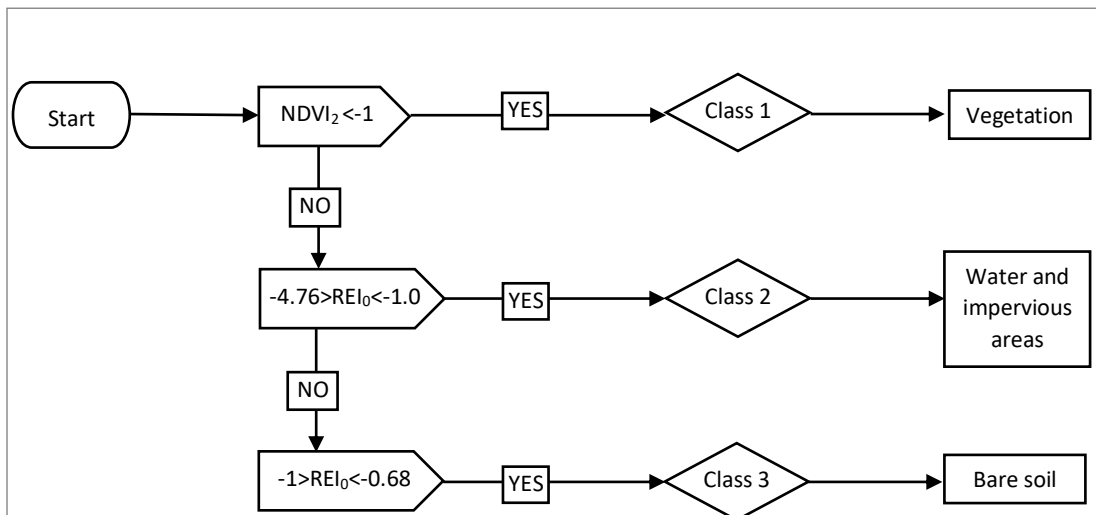 Start
NDVI₂ <-1
YES
Class 1
Vegetation
NO
-4.76>REI₀<-1.0
YES
Class 2
Water and
impervious
areas
NO
-1>REI₀<-0.68
YES
Class 3
Bare soil